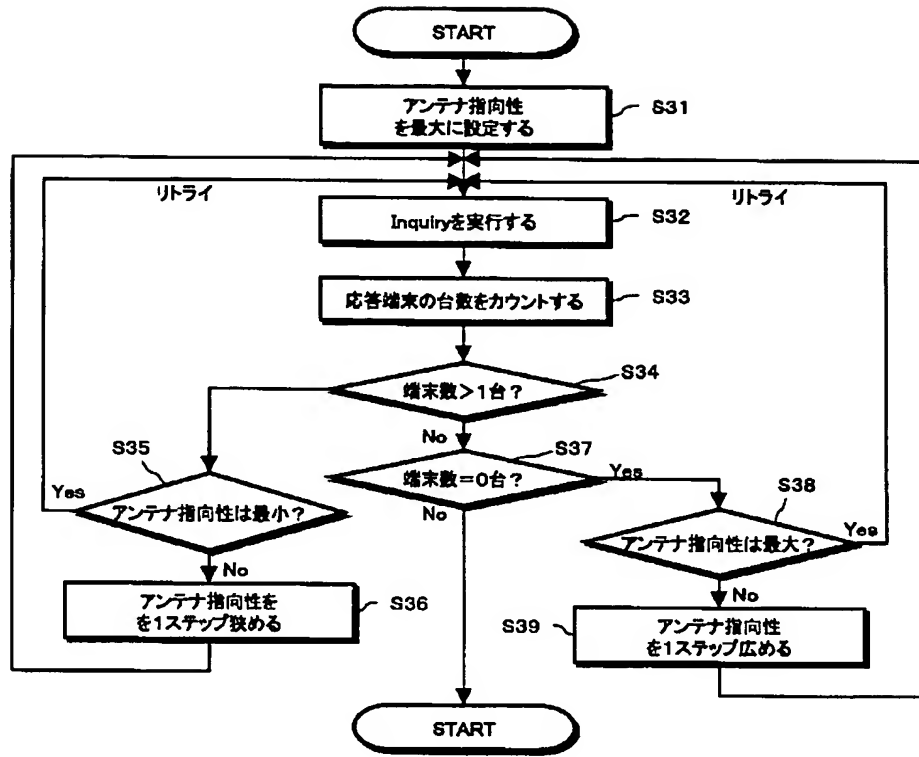 START
アンテナ指向性
を最大に設定する
S31
リトライ
リトライ
Inquiryを実行する
S32
応答端末の台数をカウントする
S33
端末数>1台?
S34
No
S35
Yes
アンテナ指向性は最小?
No
アンテナ指向性を
を1ステップ狭める
S36
S37
端末数=0台?
Yes
No
S38
アンテナ指向性は最大?
Yes
No
S39
アンテナ指向性
を1ステップ広める
START